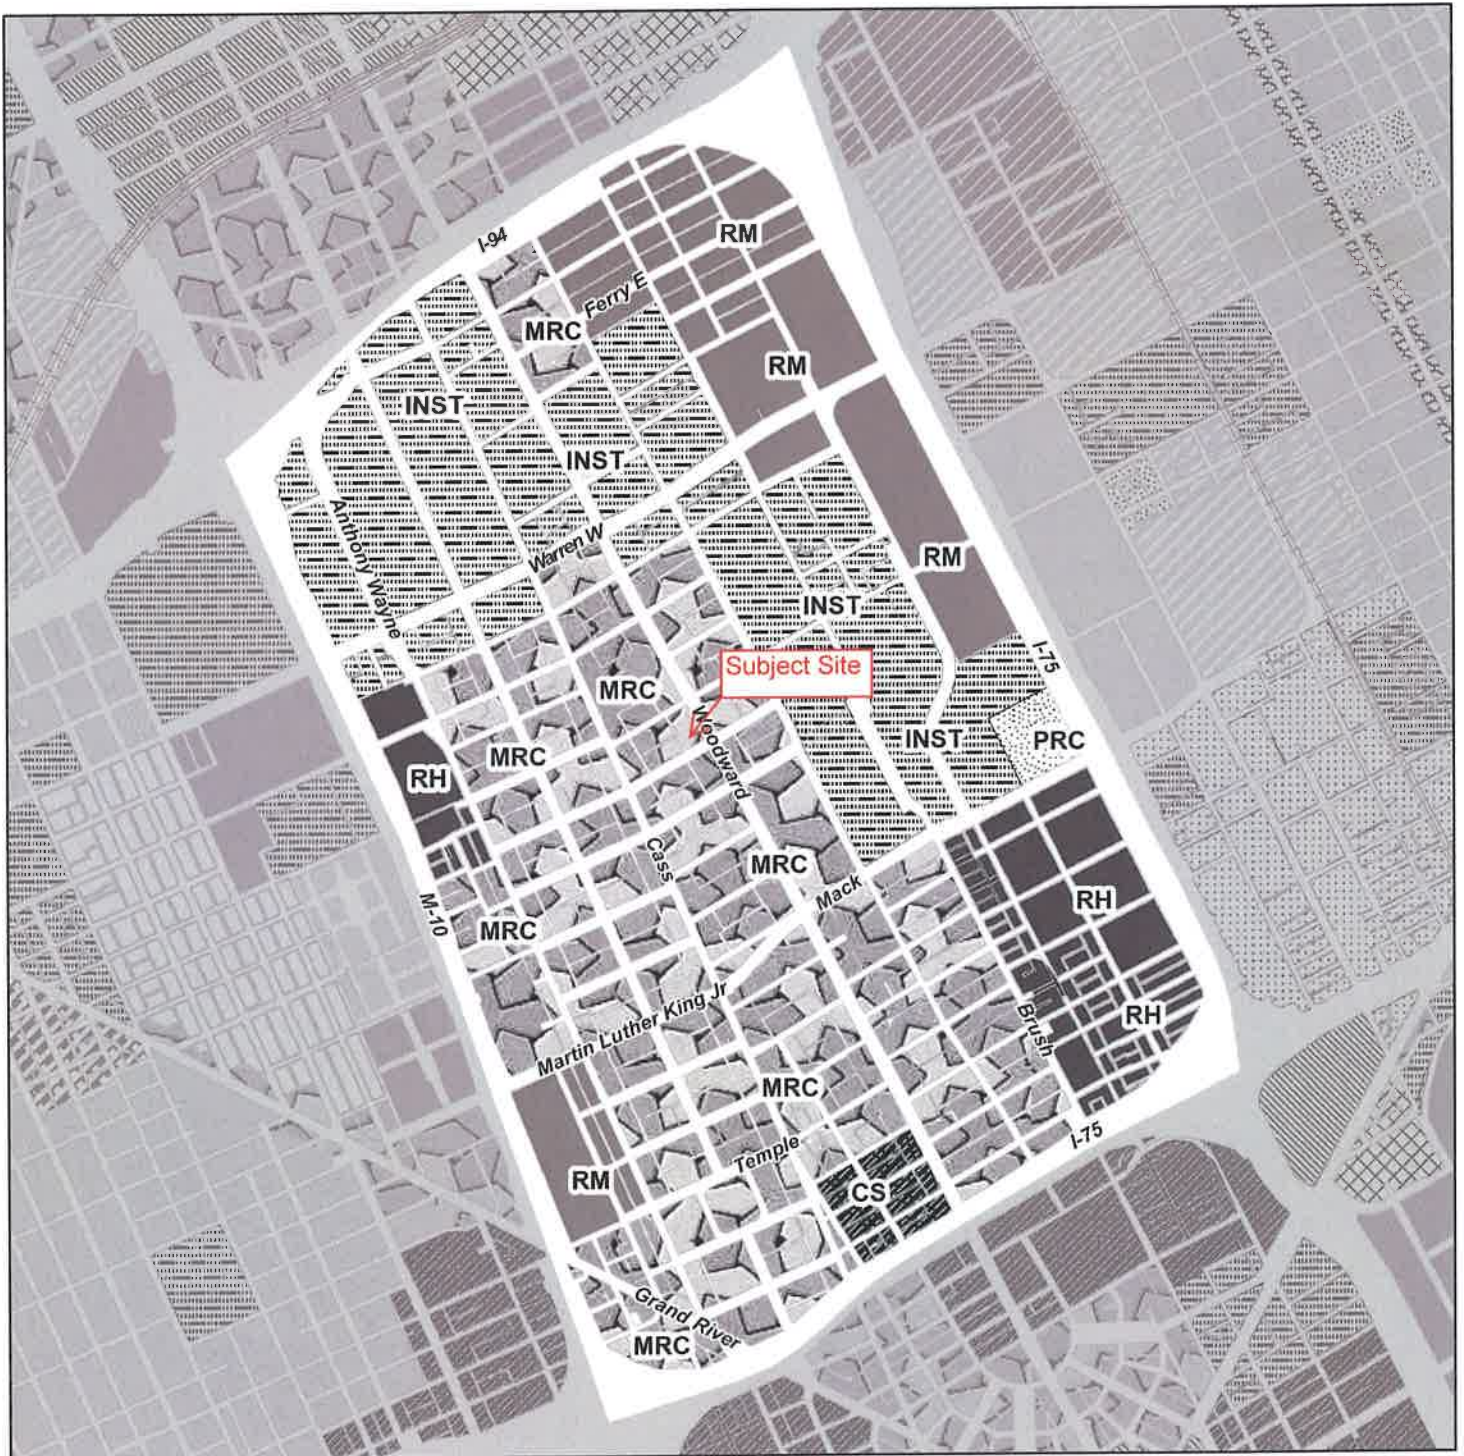 RM
I-94
Ferry E
MRC
RM
INST
INST
Anthony Wayne
Warren W
RM
INST
I-75
Subject Site
MRC
Woodward
INST
PRC
MRC
RH
Cass
MRC
Mack
RH
M-10
MRC
Martin Luther King Jr
Brush
RH
MRC
Temple
I-75
RM
CS
Grand River
MRC